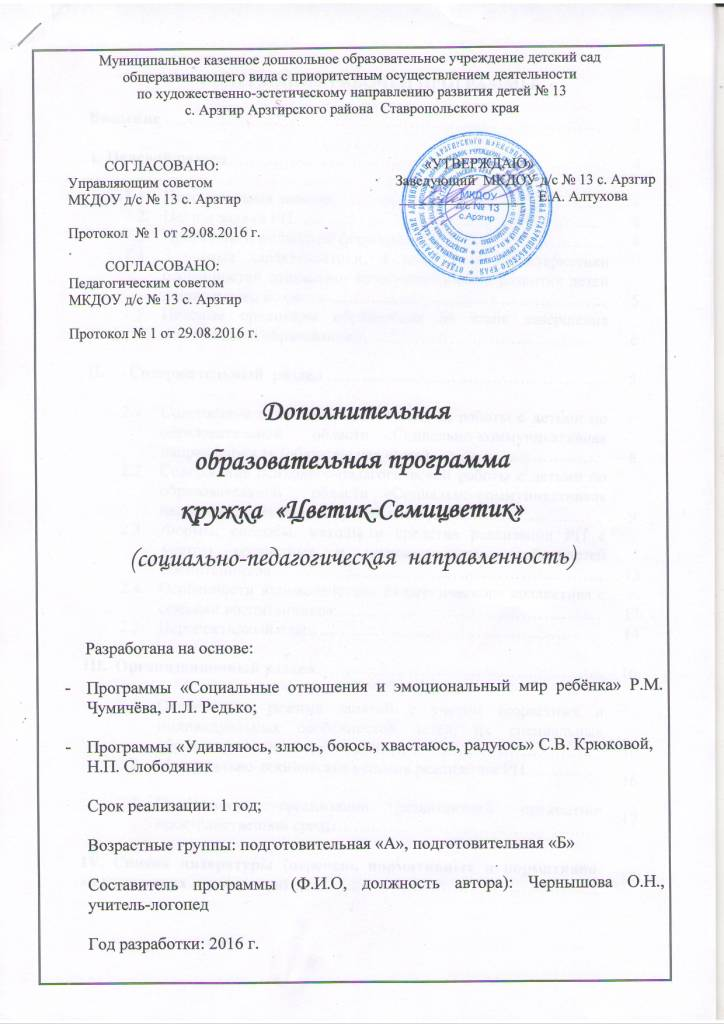 Муниципальное казенное дошкольное образовательное учреждение детский сад
общеразвивающего вида с приоритетным осуществлением деятельности
по художественно-эстетическому направлению развития детей № 13
с. Арзгир Арзгирского района Ставропольского края
СОГЛАСОВАНО:
Управляющим советом
МКДОУ д/с № 13 с. Арзгир
Протокол № 1 от 29.08.2016 г.
«УТВЕРЖДАЮ»
Заведующий МКДОУ д/с № 13 с. Арзгир
Е.А. Алтухова
МКДОУ
д/с № 13
с.Арзгир
СОГЛАСОВАНО:
Педагогическим советом
МКДОУ д/с № 13 с. Арзгир
Протокол № 1 от 29.08.2016 г.
Дополнительная
образовательная программа
кружка «Цветик-Семицветик»
(социально-педагогическая направленность)
Разработана на основе:
- Программы «Социальные отношения и эмоциональный мир ребёнка» Р.М.
Чумичёва, Л.Л. Редько;
- Программы «Удивляюсь, злюсь, боюсь, хвастаюсь, радуюсь» С.В. Крюковой,
Н.П. Слободяник
Срок реализации: 1 год;
Возрастные группы: подготовительная «А», подготовительная «Б»
Составитель программы (Ф.И.О, должность автора): Чернышова О.Н.,
учитель-логопед
Год разработки: 2016 г.